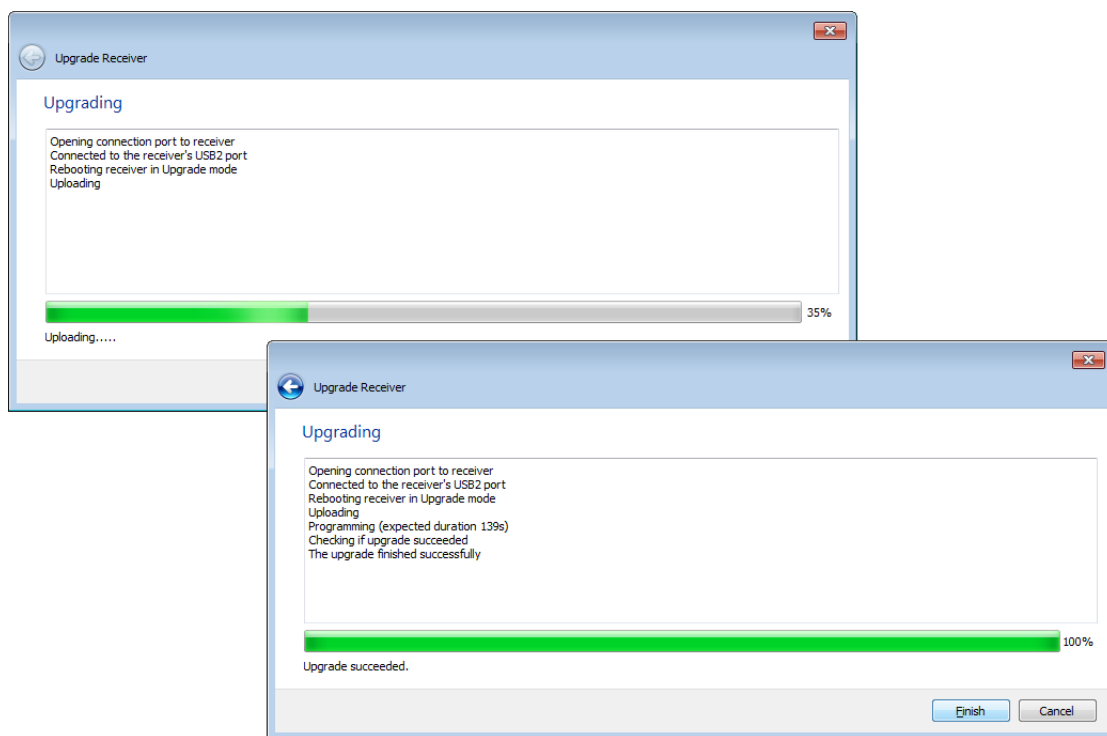 Upgrade Receiver
Upgrading
Opening connection port to receiver
Connected to the receiver's USB2 port
Rebooting receiver in Upgrade mode
Uploading
35%
Uploading.....
Upgrade Receiver
Upgrading
Opening connection port to receiver
Connected to the receiver's USB2 port
Rebooting receiver in Upgrade mode
Uploading
Programming (expected duration 139s)
Checking if upgrade succeeded
The upgrade finished successfully
100%
Upgrade succeeded.
Finish Cancel